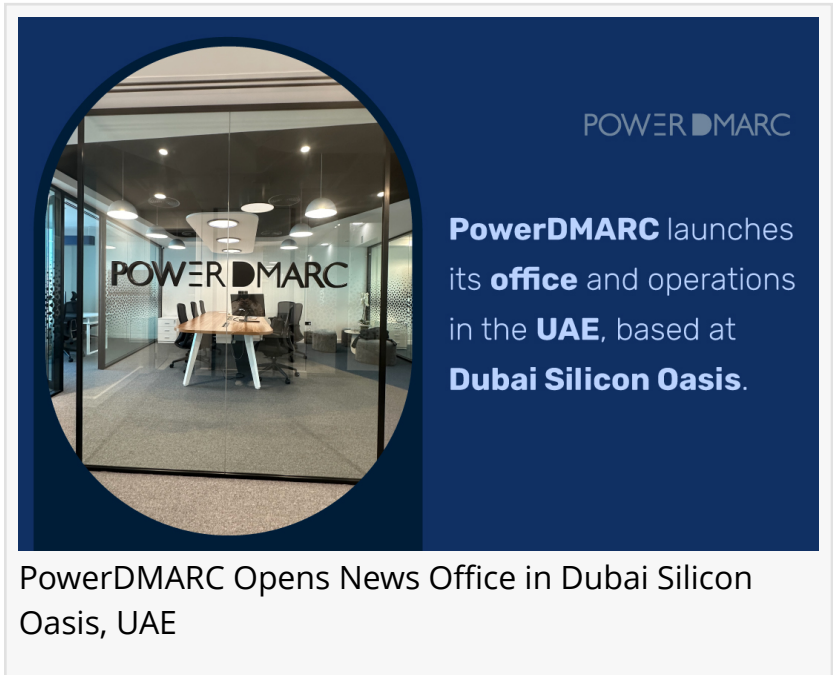 POWERDMARC
POWERDMARC
PowerDMARC launches
its office and operations
in the UAE, based at
Dubai Silicon Oasis.
PowerDMARC Opens News Office in Dubai Silicon
Oasis, UAE